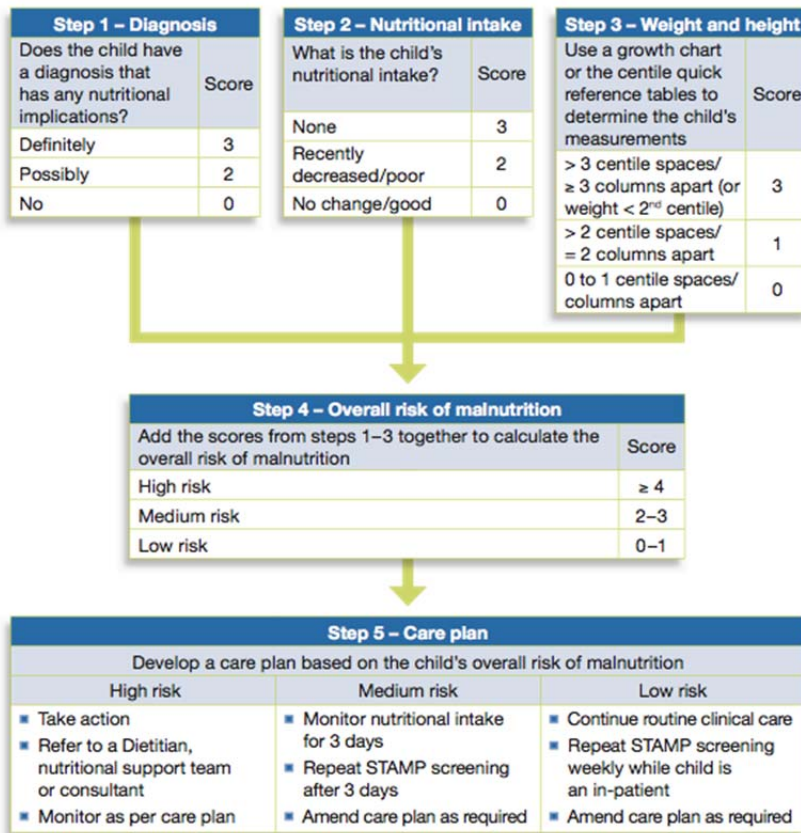 Step 1 – Diagnosis
Does the child have
a diagnosis that
has any nutritional
implications?
Score
Definitely 3
Possibly 2
No 0
Step 2 – Nutritional intake
What is the child's
nutritional intake?
Score
None 3
Recently
decreased/poor 2
No change/good 0
Step 3 – Weight and height
Use a growth chart
or the centile quick
reference tables to
determine the child's
measurements
Score
> 3 centile spaces/
≥ 3 columns apart (or
weight < 2nd centile) 3
> 2 centile spaces/
= 2 columns apart 1
0 to 1 centile spaces/
columns apart 0
Step 4 – Overall risk of malnutrition
Add the scores from steps 1–3 together to calculate the
overall risk of malnutrition
Score
High risk ≥ 4
Medium risk 2–3
Low risk 0–1
Step 5 – Care plan
Develop a care plan based on the child's overall risk of malnutrition
High risk
▪ Take action
▪ Refer to a Dietitian,
nutritional support team
or consultant
▪ Monitor as per care plan
Medium risk
▪ Monitor nutritional intake
for 3 days
▪ Repeat STAMP screening
after 3 days
▪ Amend care plan as required
Low risk
▪ Continue routine clinical care
▪ Repeat STAMP screening
weekly while child is
an in-patient
▪ Amend care plan as required